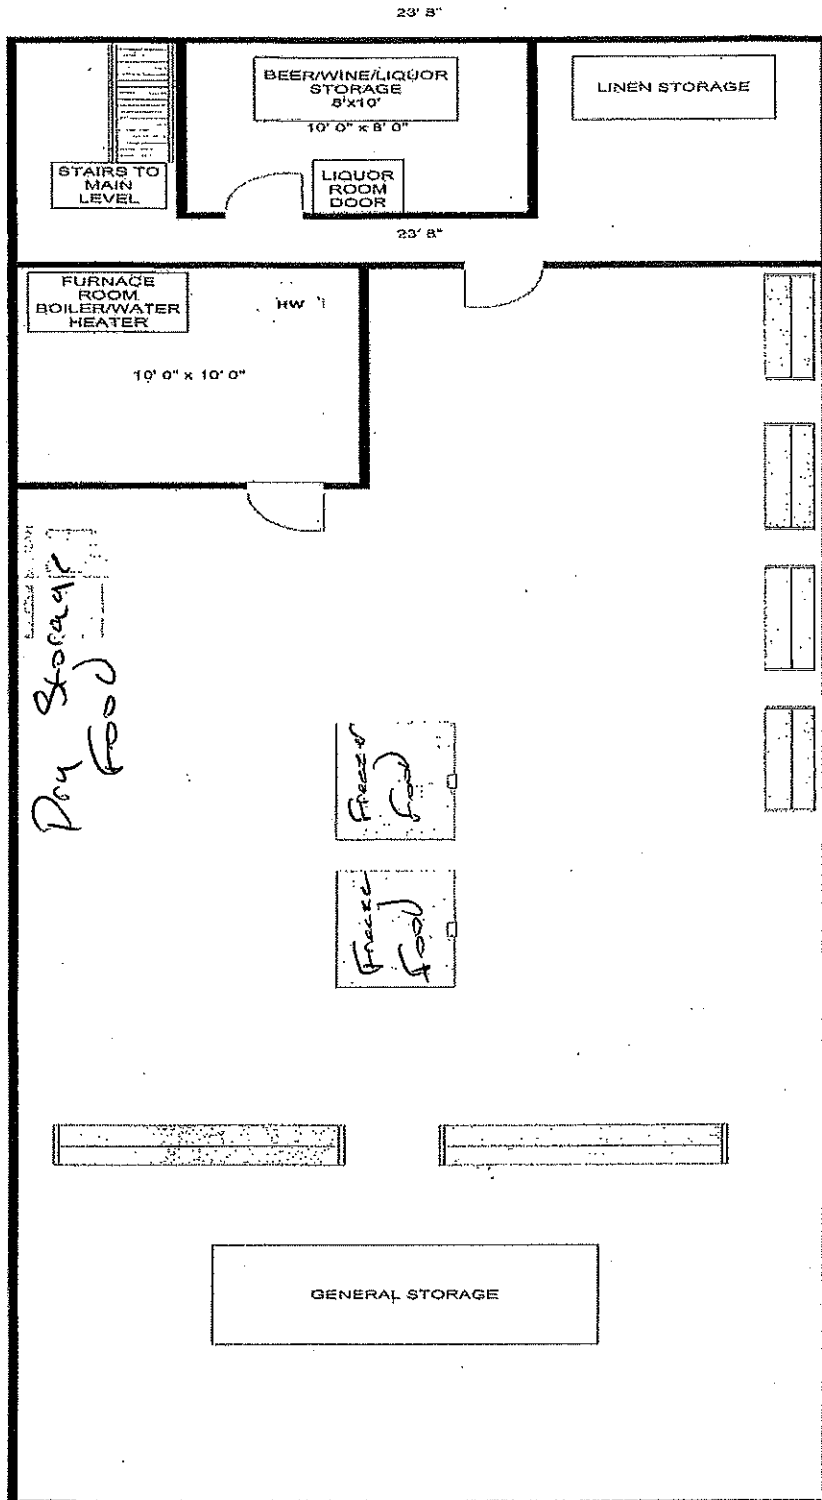 23' 8"
BEER/WINE/LIQUOR
STORAGE
8'x10'
10' 0" x 8' 0"
LINEN STORAGE
STAIRS TO
MAIN
LEVEL
LIQUOR
ROOM
DOOR
23' 8"
FURNACE
ROOM
BOILER/WATER
HEATER
HW
10' 0" x 10' 0"
Dry Storage
Food
Freezer
Food
Freeze
Food
GENERAL STORAGE